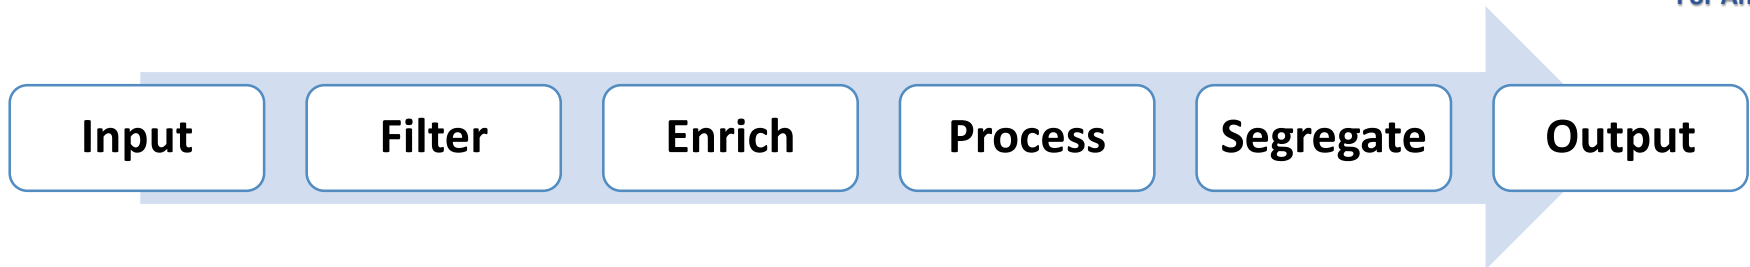 Input
Filter
Enrich
Process
Segregate
Output